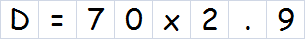 D = 70 x 2.9